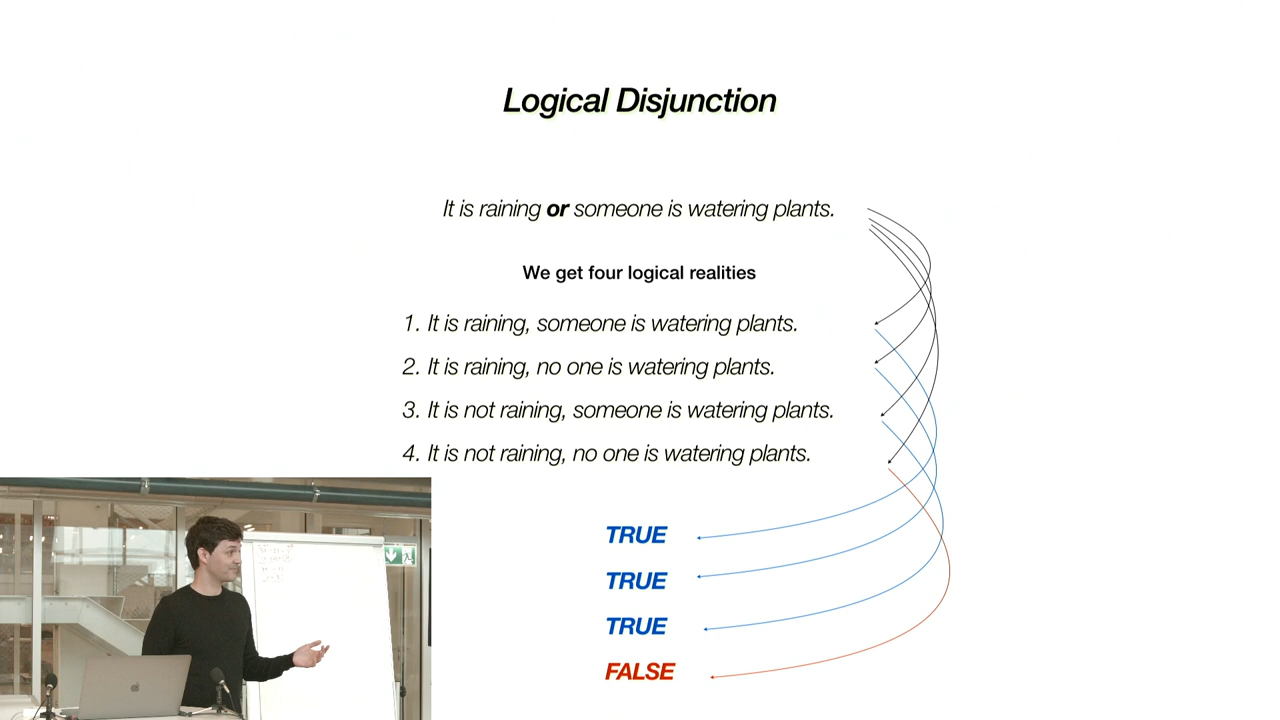 Logical Disjunction
It is raining or someone is watering plants.
We get four logical realities
1. It is raining, someone is watering plants.
2. It is raining, no one is watering plants.
3. It is not raining, someone is watering plants.
4. It is not raining, no one is watering plants.
TRUE
TRUE
TRUE
FALSE